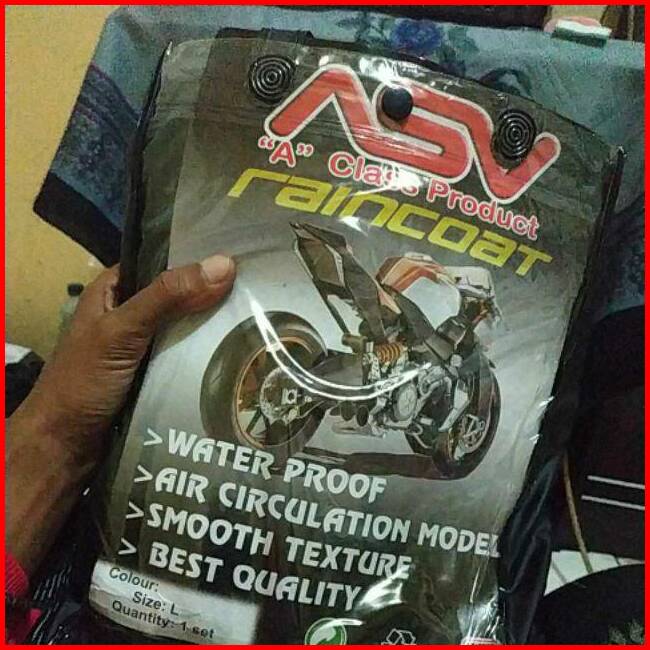 ASV
"A" Class Product
raincoat
> WATER PROOF
> AIR CIRCULATION MODEL
> SMOOTH TEXTURE
> BEST QUALITY
Colour:
Size: L
Quantity: 1 set